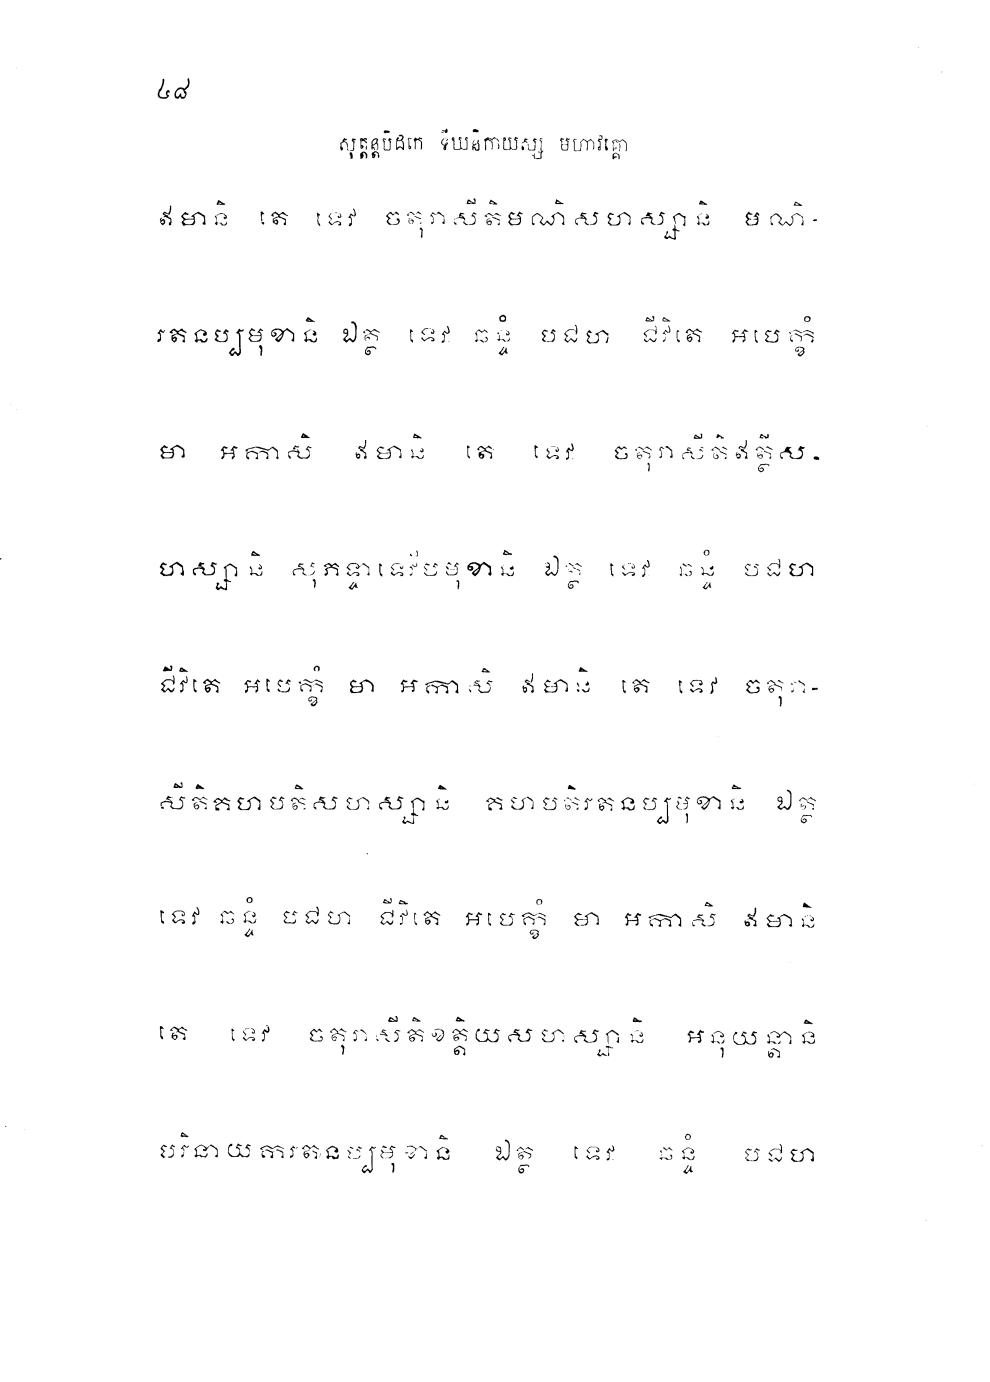 ៤៨
សុត្តន្តបិដកេ ទីឃនិកាយស្ស មហាវគ្គោ
ឥមានិ តេ ទេវ ចតុរាសីតិមណិសហស្សានិ មណិ-
រតនប្បមុខានិ ឯត្ថ ទេវ ឆន្ទំ បជហ ជីវិតេ អបេក្ខំ
មា អកាសិ ឥមានិ តេ ទេវ ចតុរាសីតិឥត្ថីស-
ហស្សានិ សុភទ្ទាទេវីបមុខានិ ឯត្ថ ទេវ ឆន្ទំ បជហ
ជីវិតេ អបេក្ខំ មា អកាសិ ឥមានិ តេ ទេវ ចតុរា-
សីតិគហបតិសហស្សានិ គហបតិរតនប្បមុខានិ ឯត្ថ
ទេវ ឆន្ទំ បជហ ជីវិតេ អបេក្ខំ មា អកាសិ ឥមានិ
តេ ទេវ ចតុរាសីតិខត្តិយសហស្សានិ អនុយន្តានិ
បរិនាយករតនប្បមុខានិ ឯត្ថ ទេវ ឆន្ទំ បជហ